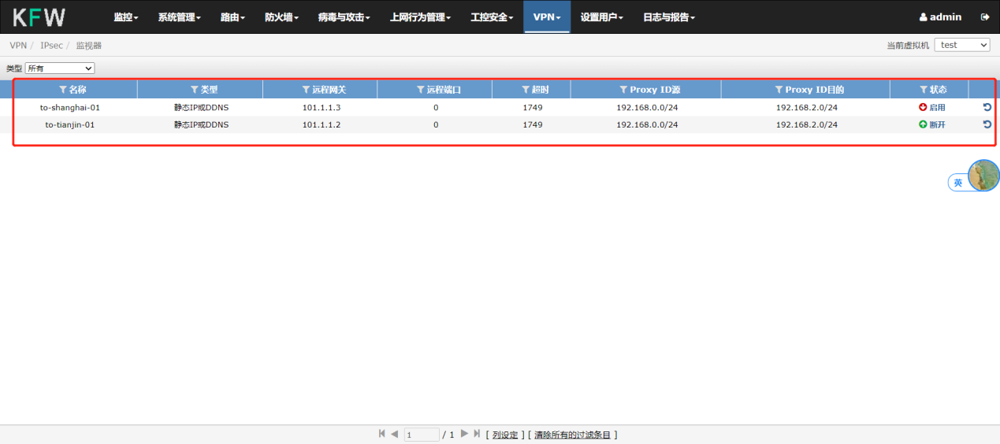 KFW 监控 系统管理 路由 防火墙 病毒与攻击 上网行为管理 工控安全 VPN 设置用户 日志与报告 admin
VPN / IPsec / 监视器 当前虚拟机 test
类型 所有
名称 类型 远程网关 远程端口 超时 Proxy ID源 Proxy ID目的 状态
to-shanghai-01 静态IP或DDNS 101.1.1.3 0 1749 192.168.0.0/24 192.168.2.0/24 启用
to-tianjin-01 静态IP或DDNS 101.1.1.2 0 1749 192.168.0.0/24 192.168.2.0/24 断开
英
1 / 1 [ 列设定 ] [ 清除所有的过滤条目 ]